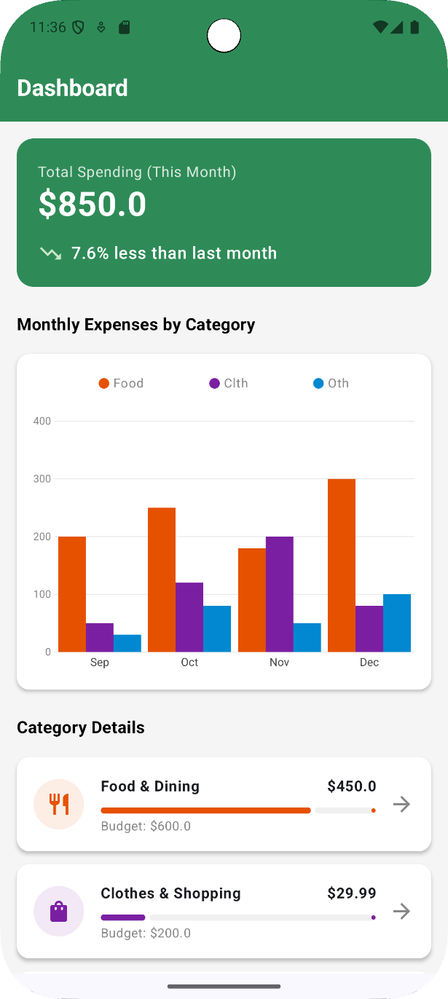 11:36
Dashboard
Total Spending (This Month)
$850.0
7.6% less than last month
Monthly Expenses by Category
Food Clth Oth
400
300
200
100
0
Sep Oct Nov Dec
Category Details
Food & Dining $450.0
Budget: $600.0
Clothes & Shopping $29.99
Budget: $200.0